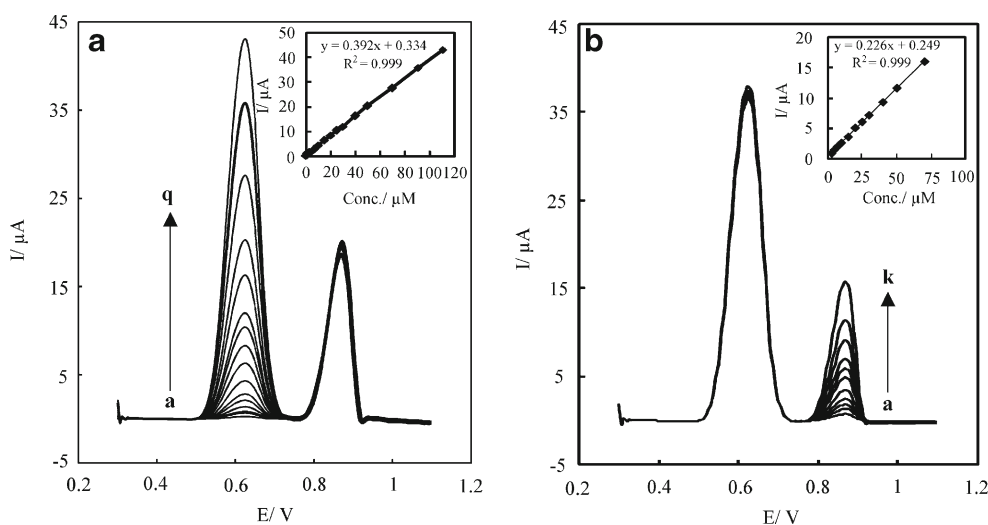 a
45
35
25
15
5
-5
I/ µA
0.2
0.4
0.6
0.8
1
1.2
E/ V
q
a
50
40
30
20
10
0
I/ µA
y = 0.392x + 0.334
R² = 0.999
0
20
40
60
80
100
120
Conc./ µM
b
45
35
25
15
5
-5
I/ µA
0.2
0.4
0.6
0.8
1
1.2
E/ V
k
a
20
15
10
5
0
I/ µA
y = 0.226x + 0.249
R² = 0.999
0
25
50
75
100
Conc./ µM